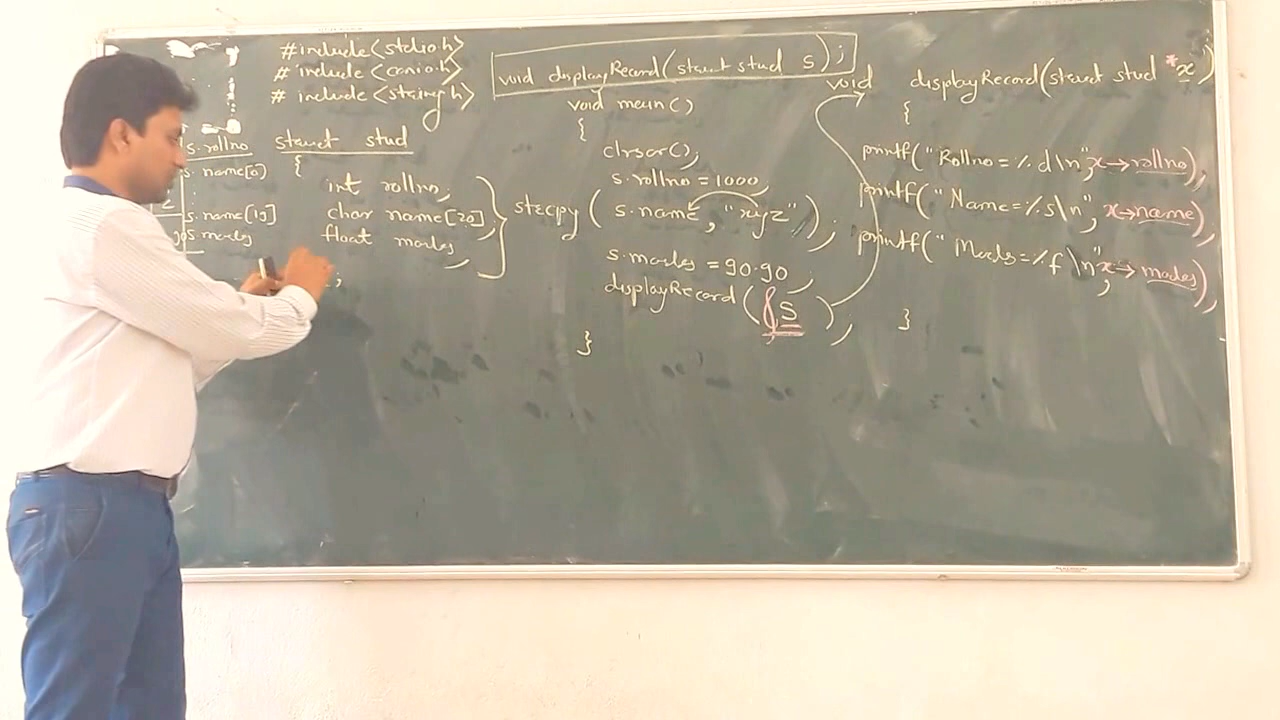 #include<stdio.h>
#include<conio.h>
# include<string.h>
s.rollno
s. name[0]
s.name[19]
s.marks
struct stud
{
int rollno;
char name[20];
float marks;
;
void displayRecord(struct stud s);
void main()
{
clrscr();
s.rollno = 1000;
strcpy( s.name, "xyz" );
s.marks = 90.90;
displayRecord(&s);
}
void displayRecord(struct stud *x)
{
printf("Rollno=%d\n",x→rollno);
printf("Name=%s\n", x→name);
printf("Marks=%f \n",x→marks);
}